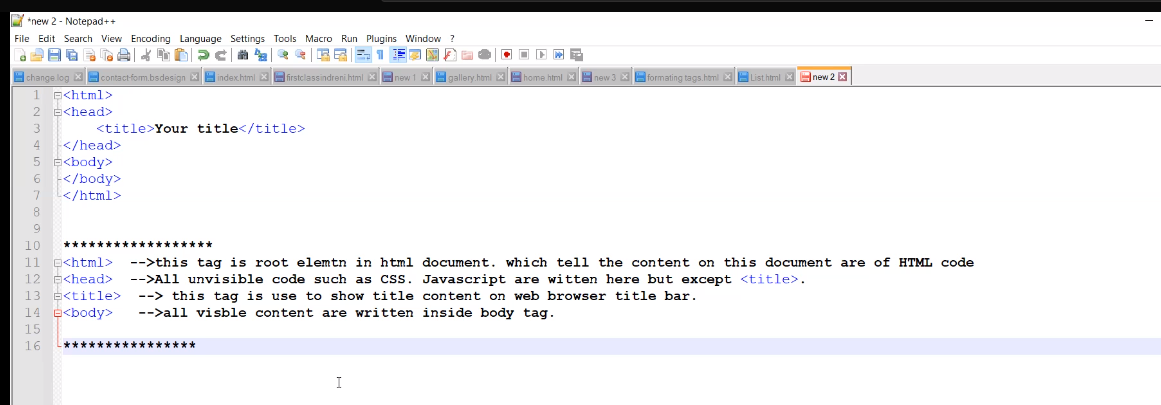 *new 2 - Notepad++
File Edit Search View Encoding Language Settings Tools Macro Run Plugins Window ?
change.log contact-form.bsdesign index.html firstclassindreni.html new 1 gallery.html home.html new 3 formating tags.html List.html new 2
1 <html>
2 <head>
3 <title>Your title</title>
4 </head>
5 <body>
6 </body>
7 </html>
8
9
10 ******************
11 <html> -->this tag is root elemtn in html document. which tell the content on this document are of HTML code
12 <head> -->All unvisible code such as CSS. Javascript are witten here but except <title>.
13 <title> --> this tag is use to show title content on web browser title bar.
14 <body> -->all visble content are written inside body tag.
15
16 ****************